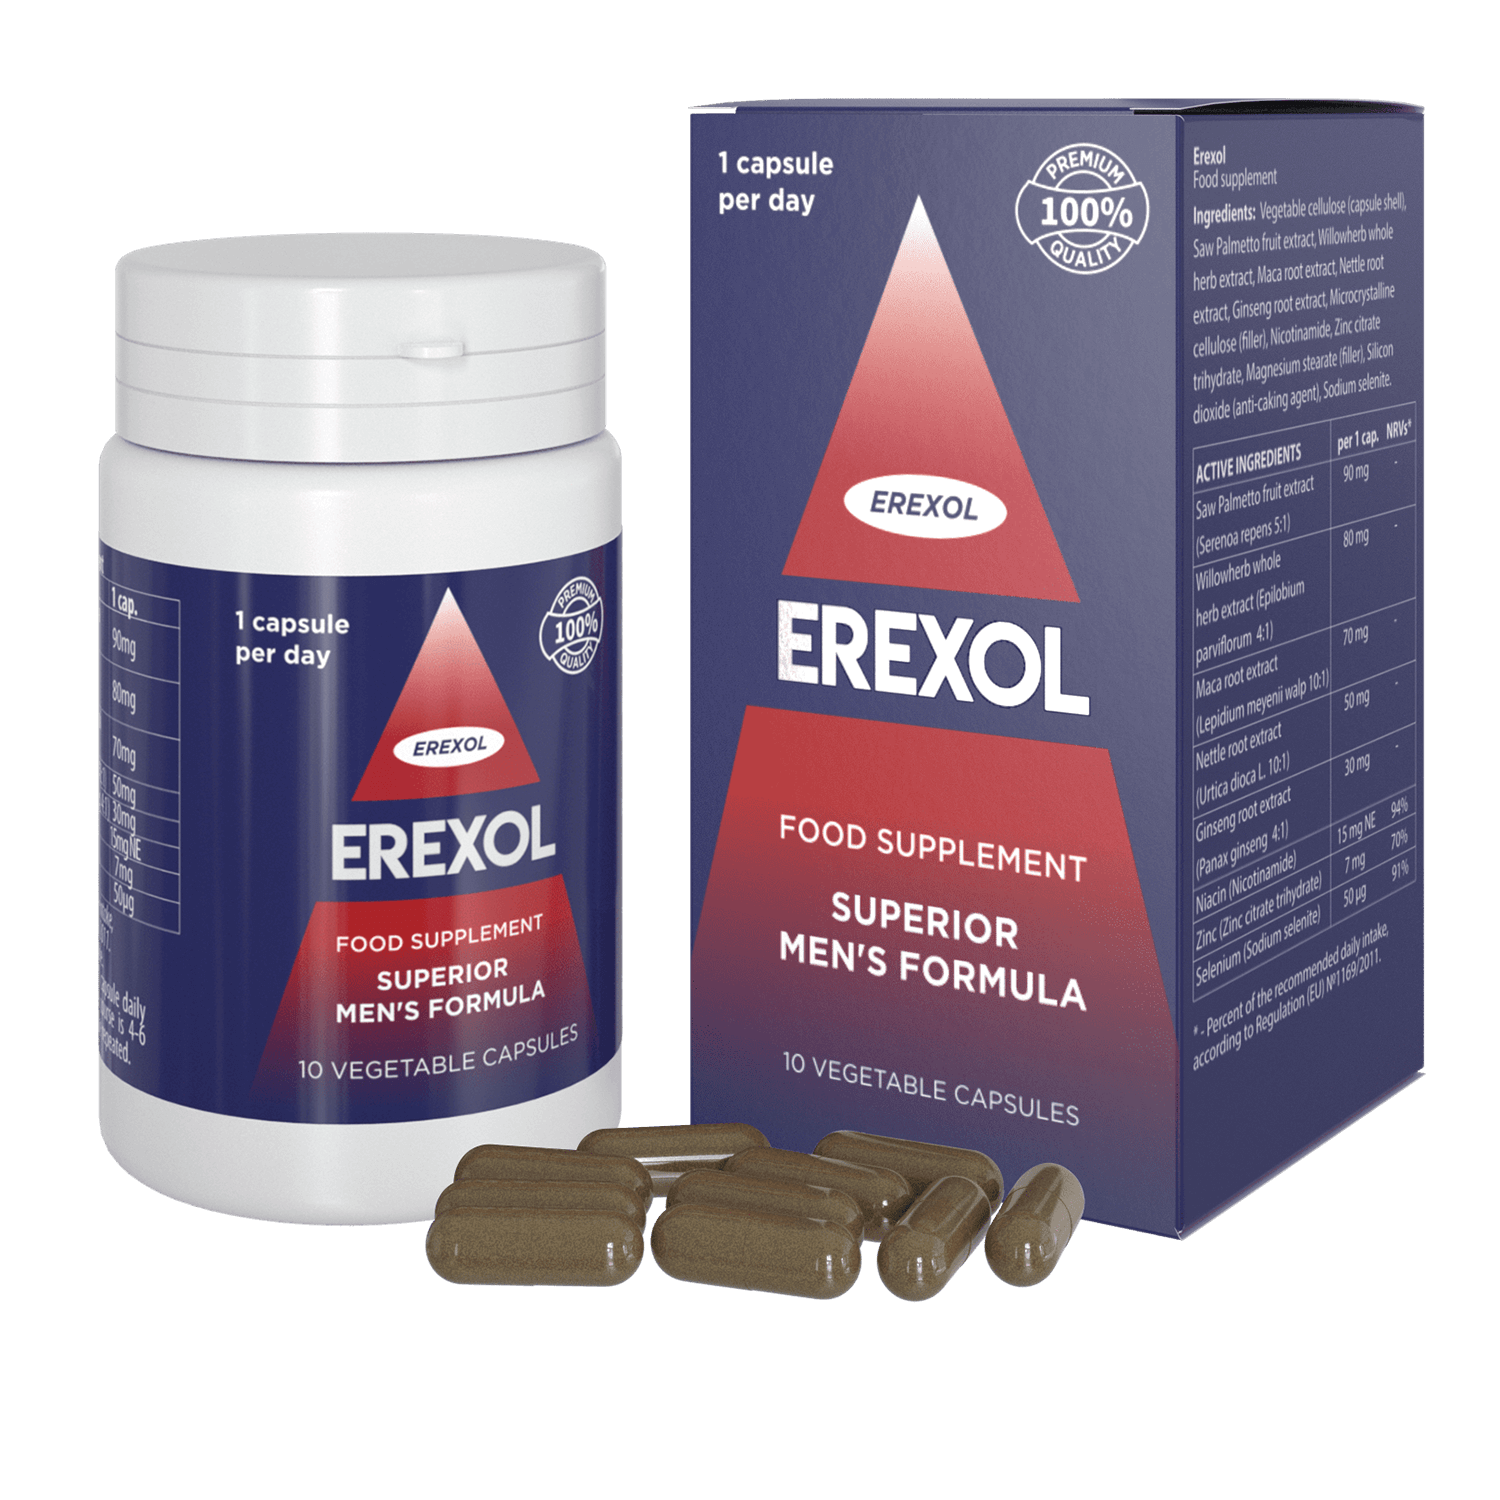 1 cap.
90mg
80mg
70mg
50mg
30mg
15mgNE
7mg
50µg
daily
is 4-6
1 capsule
per day
PREMIUM
100%
QUALITY
EREXOL
EREXOL
FOOD SUPPLEMENT
SUPERIOR
MEN'S FORMULA
10 VEGETABLE CAPSULES
1 capsule
per day
PREMIUM
100%
QUALITY
EREXOL
EREXOL
FOOD SUPPLEMENT
SUPERIOR
MEN'S FORMULA
10 VEGETABLE CAPSULES
Erexol
Food supplement
Ingredients: Vegetable cellulose (capsule shell),
Saw Palmetto fruit extract, Willowherb whole
herb extract, Maca root extract, Nettle root
extract, Ginseng root extract, Microcrystalline
cellulose (filler), Nicotinamide, Zinc citrate
trihydrate, Magnesium stearate (filler), Silicon
dioxide (anti-caking agent), Sodium selenite.
ACTIVE INGREDIENTS per 1 cap. NRVs*
Saw Palmetto fruit extract 90 mg -
(Serenoa repens 5:1)
Willowherb whole 80 mg -
herb extract (Epilobium
parviflorum 4:1)
Maca root extract 70 mg -
(Lepidium meyenii walp 10:1)
Nettle root extract 50 mg -
(Urtica dioca L. 10:1)
Ginseng root extract 30 mg -
(Panax ginseng 4:1)
Niacin (Nicotinamide) 15 mg NE 94%
Zinc (Zinc citrate trihydrate) 7 mg 70%
Selenium (Sodium selenite) 50 µg 91%
* - Percent of the recommended daily intake,
according to Regulation (EU) №1169/2011.